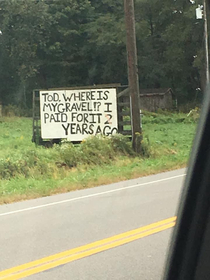 TOD, WHERE IS
MY GRAVEL!? I
PAID FOR IT 2
YEARS AGO